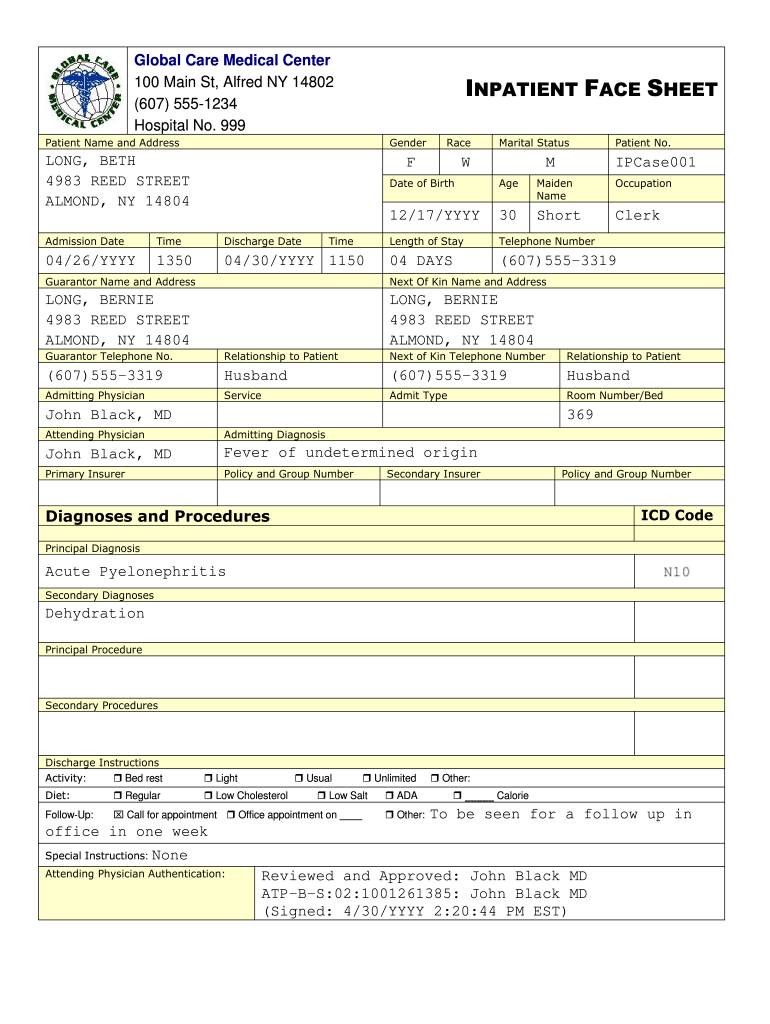 GLOBAL CARE
MEDICAL CENTER
Global Care Medical Center
100 Main St, Alfred NY 14802
(607) 555-1234
Hospital No. 999
INPATIENT FACE SHEET
Patient Name and Address Gender Race Marital Status Patient No.
LONG, BETH F W M IPCase001
4983 REED STREET
ALMOND, NY 14804
Date of Birth Age Maiden Name Occupation
12/17/YYYY 30 Short Clerk
Admission Date Time Discharge Date Time Length of Stay Telephone Number
04/26/YYYY 1350 04/30/YYYY 1150 04 DAYS (607)555-3319
Guarantor Name and Address Next Of Kin Name and Address
LONG, BERNIE LONG, BERNIE
4983 REED STREET 4983 REED STREET
ALMOND, NY 14804 ALMOND, NY 14804
Guarantor Telephone No. Relationship to Patient Next of Kin Telephone Number Relationship to Patient
(607)555-3319 Husband (607)555-3319 Husband
Admitting Physician Service Admit Type Room Number/Bed
John Black, MD 369
Attending Physician Admitting Diagnosis
John Black, MD Fever of undetermined origin
Primary Insurer Policy and Group Number Secondary Insurer Policy and Group Number
Diagnoses and Procedures ICD Code
Principal Diagnosis
Acute Pyelonephritis N10
Secondary Diagnoses
Dehydration
Principal Procedure
Secondary Procedures
Discharge Instructions
Activity: ❒ Bed rest ❒ Light ❒ Usual ❒ Unlimited ❒ Other:
Diet: ❒ Regular ❒ Low Cholesterol ❒ Low Salt ❒ ADA ❒ _____ Calorie
Follow-Up: ☒ Call for appointment ❒ Office appointment on ____ ❒ Other: To be seen for a follow up in
office in one week
Special Instructions: None
Attending Physician Authentication: Reviewed and Approved: John Black MD
ATP-B-S:02:1001261385: John Black MD
(Signed: 4/30/YYYY 2:20:44 PM EST)